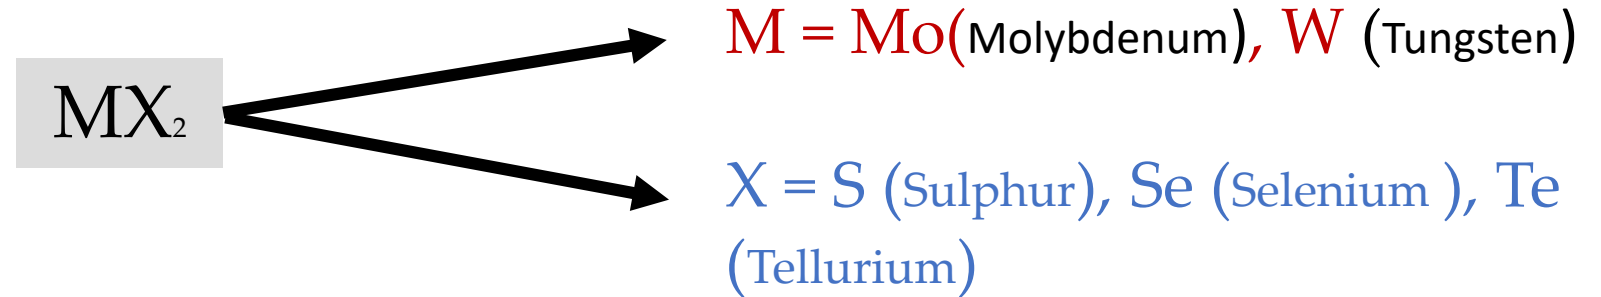 MX₂
M = Mo(Molybdenum), W (Tungsten)
X = S (Sulphur), Se (Selenium ), Te
(Tellurium)